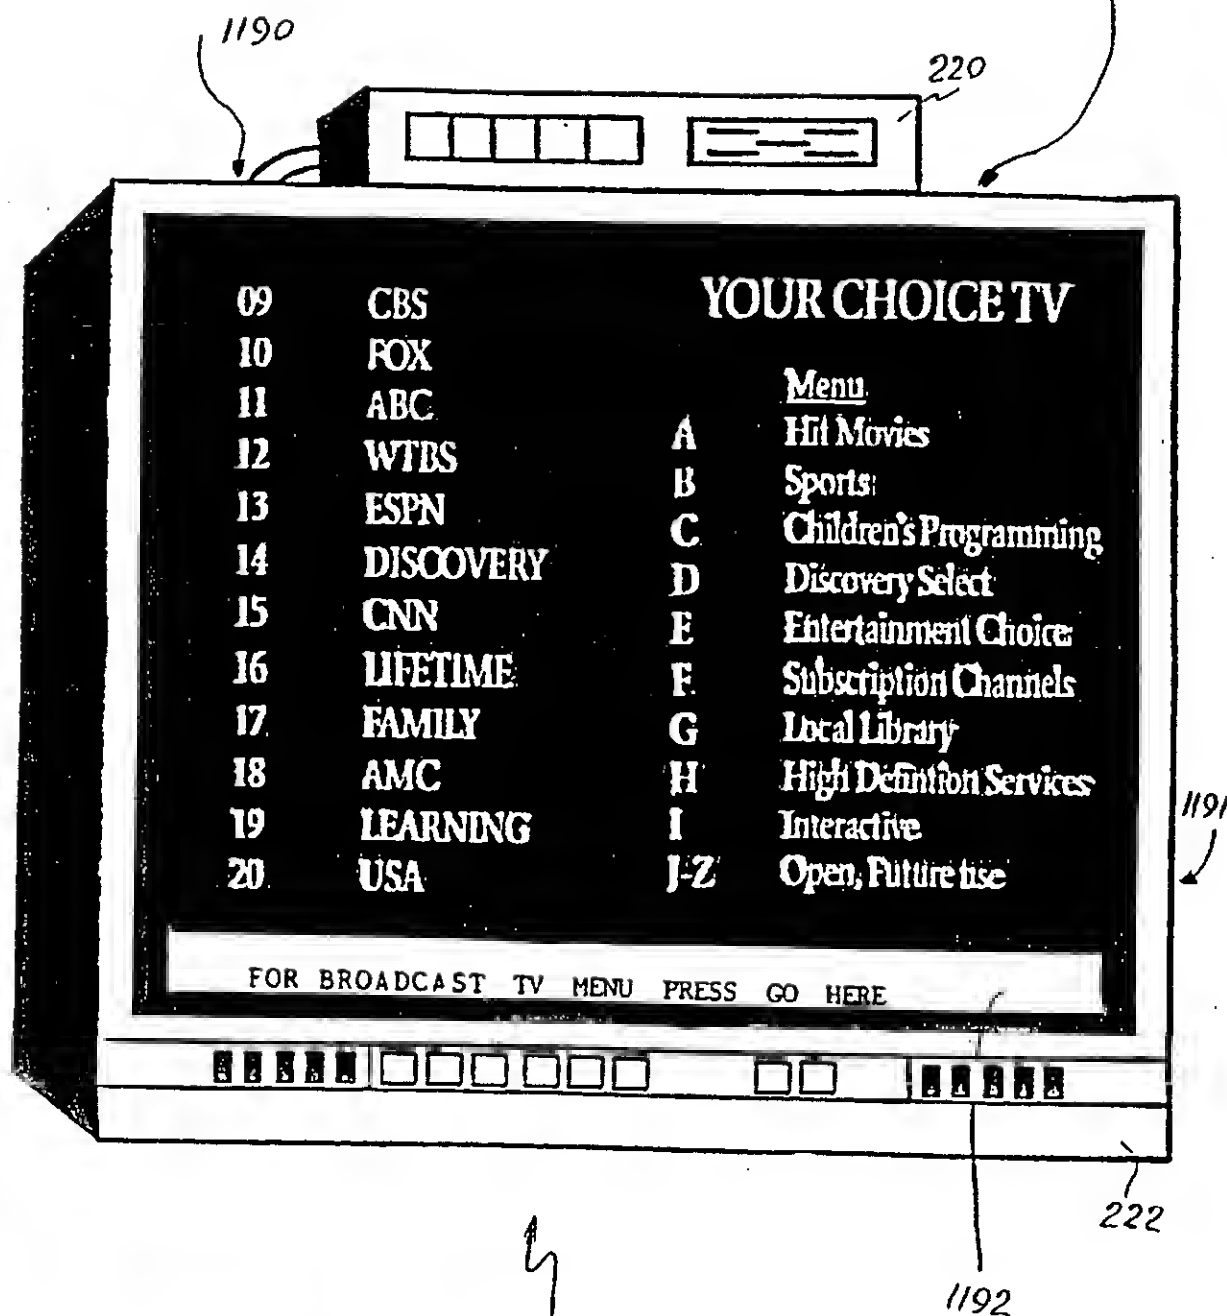 1190
220
09 CBS
10 FOX
11 ABC
12 WTBS
13 ESPN
14 DISCOVERY
15 CNN
16 LIFETIME
17 FAMILY
18 AMC
19 LEARNING
20 USA
YOUR CHOICE TV
Menu
A Hit Movies
B Sports
C Children's Programming
D Discovery Select
E Entertainment Choice
F Subscription Channels
G Local Library
H High Defintion Services
I Interactive
J-Z Open, Future use
1191
FOR BROADCAST TV MENU PRESS GO HERE
222
1192